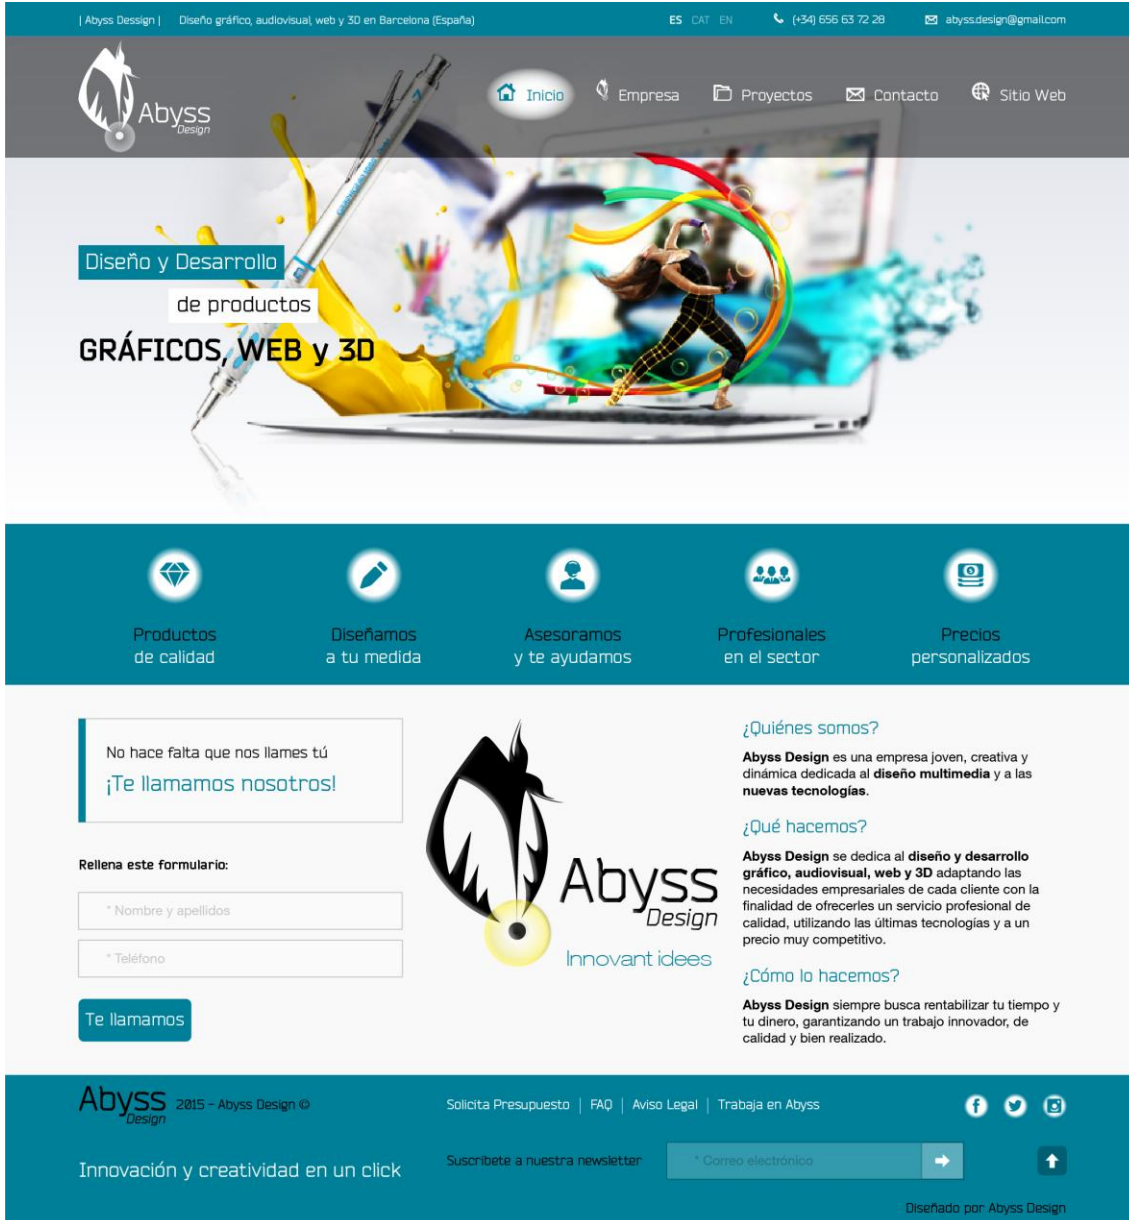 | Abyss Dessign | Diseño gráfico, audiovisual, web y 3D en Barcelona (España) ES CAT EN (+34) 656 63 72 28 abyss.design@gmail.com
Abyss
Design
Inicio Empresa Proyectos Contacto Sitio Web
Diseño y Desarrollo
de productos
GRÁFICOS, WEB y 3D
Productos
de calidad
Diseñamos
a tu medida
Asesoramos
y te ayudamos
Profesionales
en el sector
Precios
personalizados
No hace falta que nos llames tú
¡Te llamamos nosotros!
Rellena este formulario:
* Nombre y apellidos
* Teléfono
Te llamamos
Abyss
Design
Innovant idees
¿Quiénes somos?
Abyss Design es una empresa joven, creativa y
dinámica dedicada al diseño multimedia y a las
nuevas tecnologías.
¿Qué hacemos?
Abyss Design se dedica al diseño y desarrollo
gráfico, audiovisual, web y 3D adaptando las
necesidades empresariales de cada cliente con la
finalidad de ofrecerles un servicio profesional de
calidad, utilizando las últimas tecnologías y a un
precio muy competitivo.
¿Cómo lo hacemos?
Abyss Design siempre busca rentabilizar tu tiempo y
tu dinero, garantizando un trabajo innovador, de
calidad y bien realizado.
Abyss
Design
2015 - Abyss Design ©
Solicita Presupuesto | FAQ | Aviso Legal | Trabaja en Abyss
Innovación y creatividad en un click
Suscribete a nuestra newsletter
* Correo electrónico
Diseñado por Abyss Design